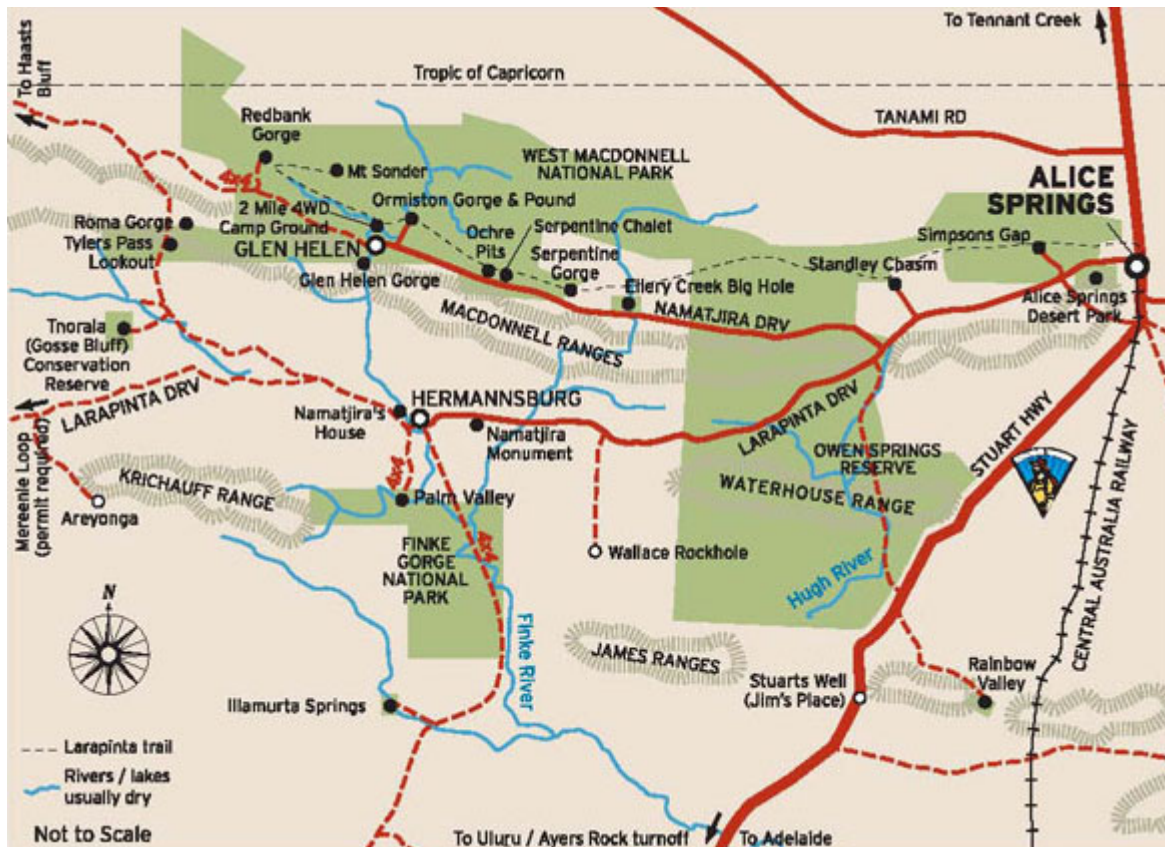 To Tennant Creek
To Haasts
Bluff
Tropic of Capricorn
Redbank
Gorge
TANAMI RD
WEST MACDONNELL
NATIONAL PARK
4x4
Mt Sonder
ALICE
SPRINGS
Ormiston Gorge & Pound
2 Mile 4WD
Camp Ground
Roma Gorge
Tylers Pass
Lookout
GLEN HELEN
Ochre
Pits
Serpentine Chalet
Serpentine
Gorge
Simpsons Gap
Standley Chasm
Glen Helen Gorge
Ellery Creek Big Hole
Alice Springs
Desert Park
NAMATJIRA DRV
MACDONNELL RANGES
Tnorala
(Gosse Bluff)
Conservation
Reserve
LARAPINTA DRV
HERMANNSBURG
Namatjira's
House
Namatjira
Monument
LARAPINTA DRV
STUART HWY
OWEN SPRINGS
RESERVE
WATERHOUSE RANGE
Mereenie Loop
(permit required)
KRICHAUFF RANGE
4x4
Palm Valley
Areyonga
4x4
FINKE
GORGE
NATIONAL
PARK
Wallace Rockhole
Hugh River
CENTRAL AUSTRALIA RAILWAY
N
Finke River
JAMES RANGES
Rainbow
Valley
Stuarts Well
(Jim's Place)
Illamurta Springs
Larapinta trail
Rivers / lakes
usually dry
Not to Scale
To Uluru / Ayers Rock turnoff
To Adelaide